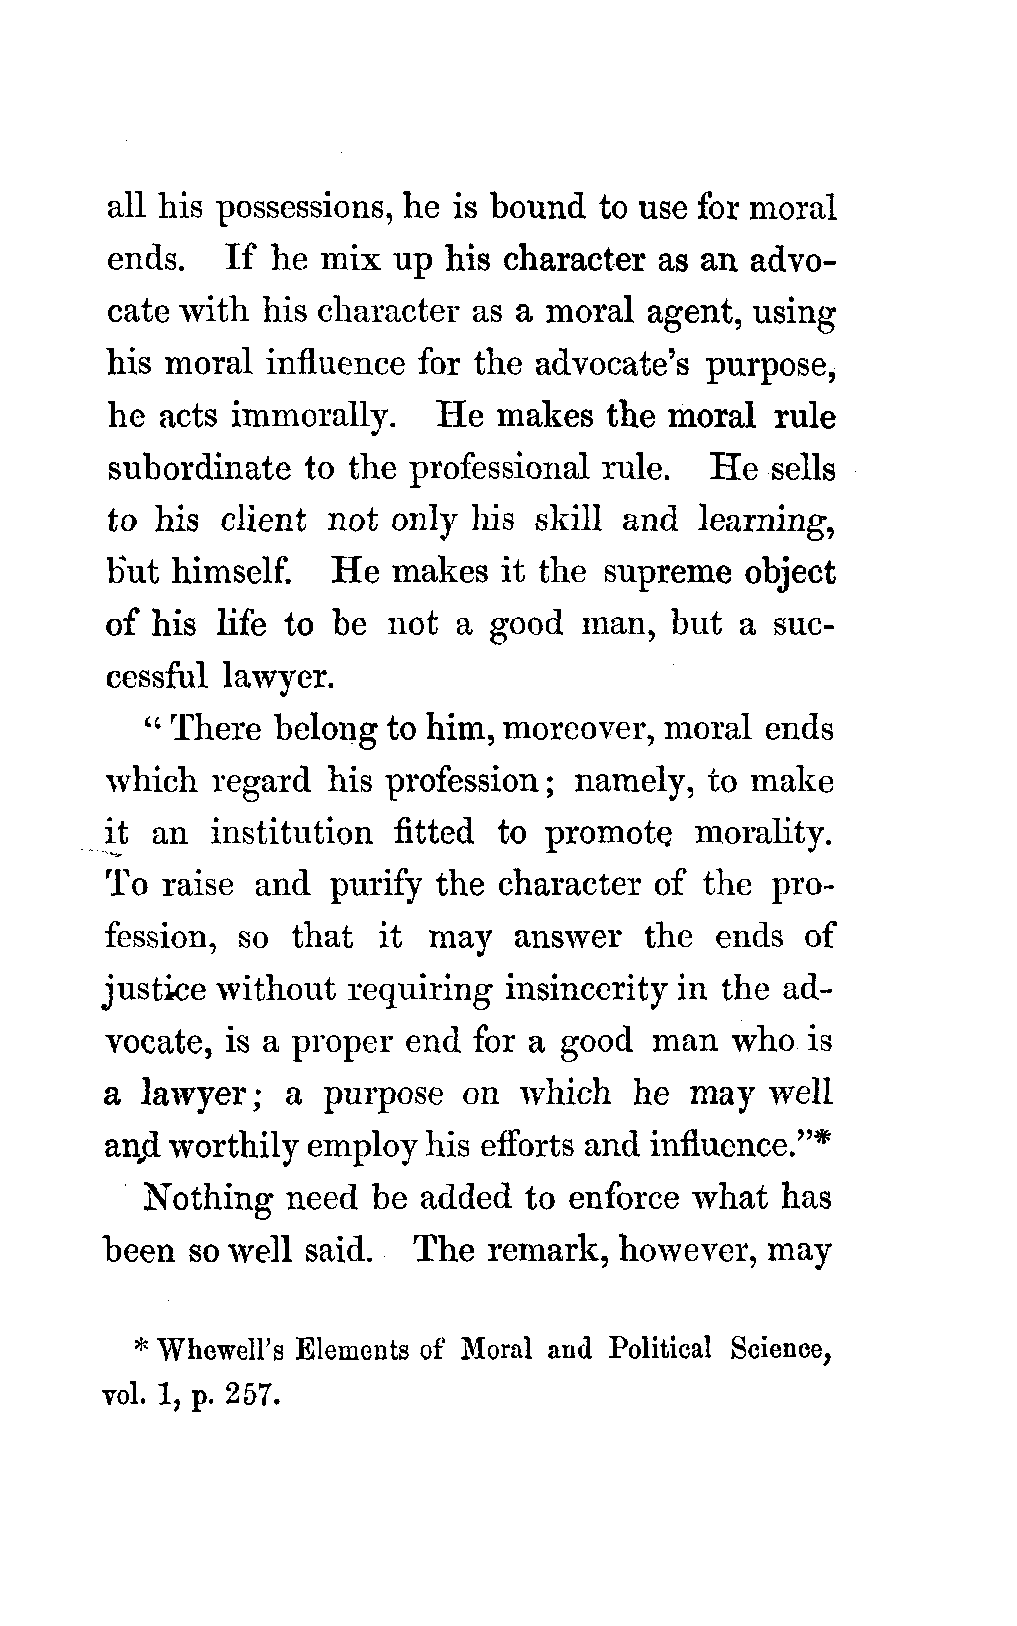 all his possessions, he is bound to use for moral
ends. If he mix up his character as an advo-
cate with his character as a moral agent, using
his moral influence for the advocate's purpose,
he acts immorally. He makes the moral rule
subordinate to the professional rule. He sells
to his client not only his skill and learning,
but himself. He makes it the supreme object
of his life to be not a good man, but a suc-
cessful lawyer.
“There belong to him, moreover, moral ends
which regard his profession; namely, to make
it an institution fitted to promote morality.
To raise and purify the character of the pro-
fession, so that it may answer the ends of
justice without requiring insincerity in the ad-
vocate, is a proper end for a good man who is
a lawyer; a purpose on which he may well
and worthily employ his efforts and influence.”*
Nothing need be added to enforce what has
been so well said. The remark, however, may
* Whewell's Elements of Moral and Political Science,
vol. 1, p. 257.